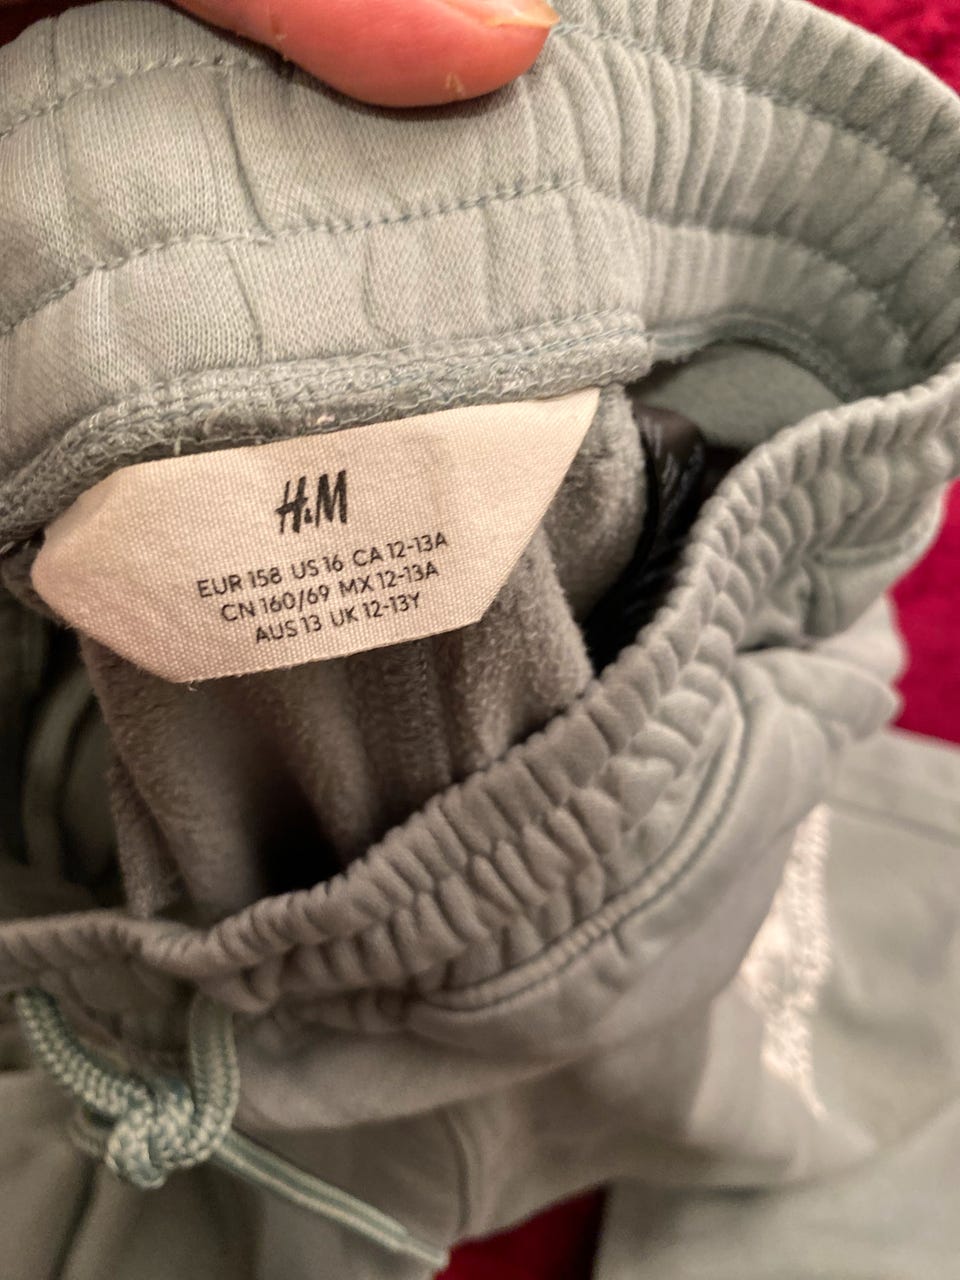 H&M
EUR 158 US 16 CA 12-13A
CN 160/69 MX 12-13A
AUS 13 UK 12-13Y